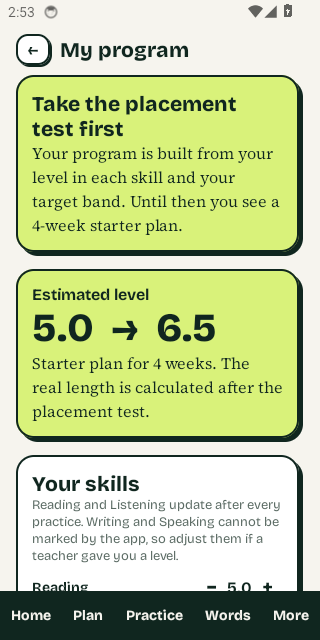 2:53
← My program
Take the placement
test first
Your program is built from your
level in each skill and your
target band. Until then you see a
4-week starter plan.
Estimated level
5.0 → 6.5
Starter plan for 4 weeks. The
real length is calculated after the
placement test.
Your skills
Reading and Listening update after every
practice. Writing and Speaking cannot be
marked by the app, so adjust them if a
teacher gave you a level.
Reading − 5.0 +
Home Plan Practice Words More